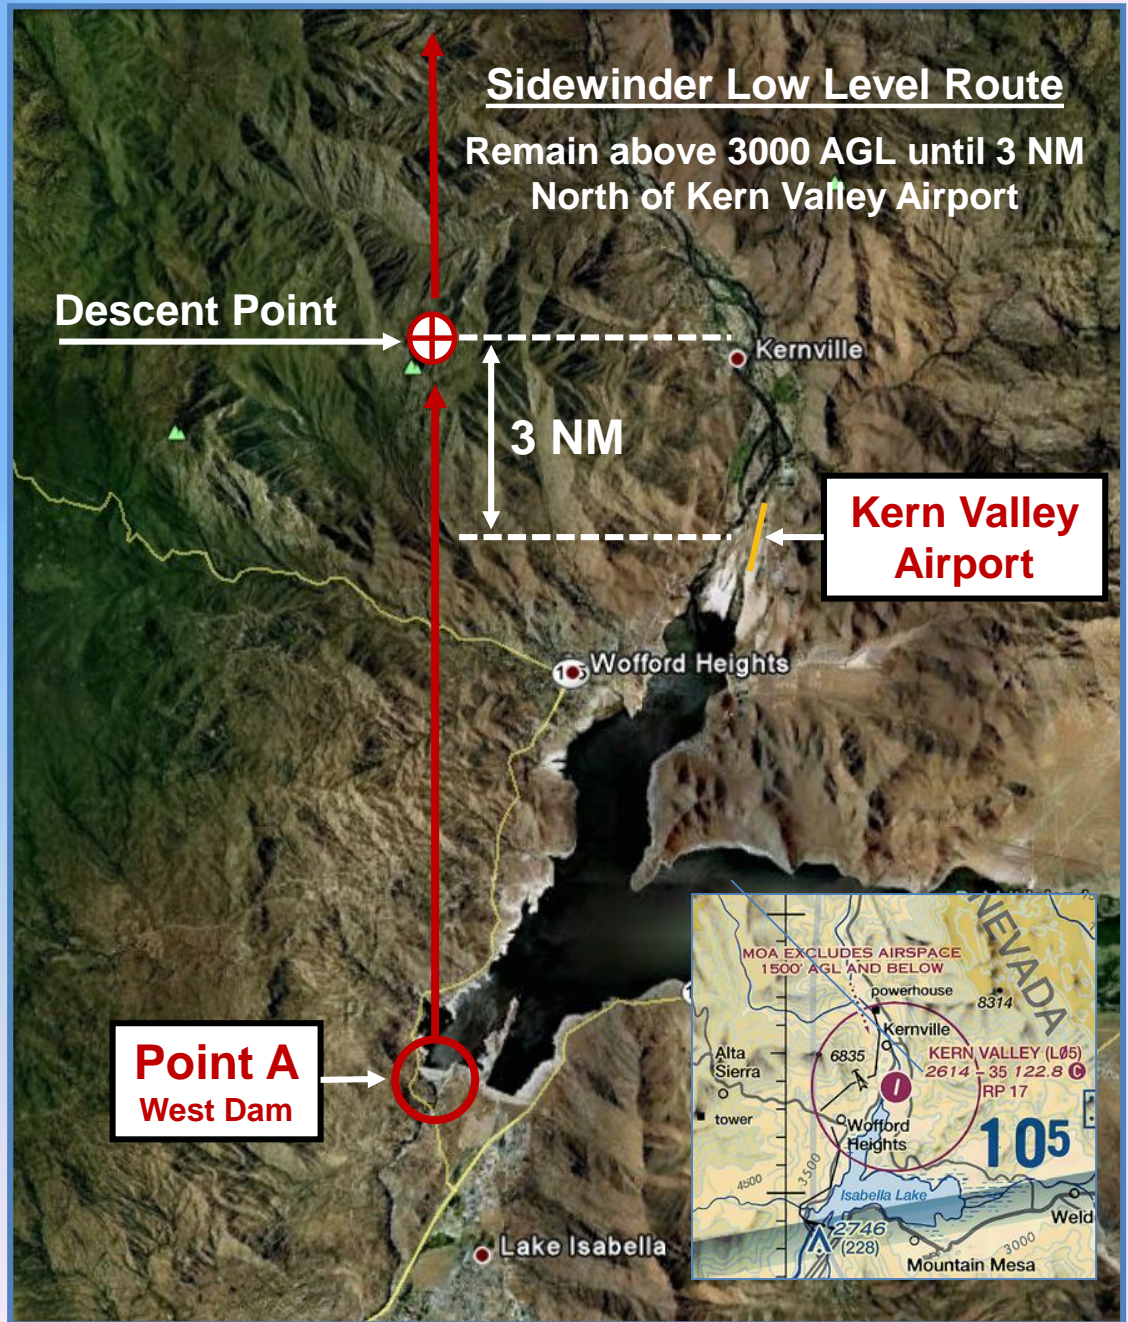 Sidewinder Low Level Route
Remain above 3000 AGL until 3 NM
North of Kern Valley Airport
Descent Point
Kernville
3 NM
Kern Valley
Airport
Wofford Heights
Point A
West Dam
Lake Isabella
NEVADA
MOA EXCLUDES AIRSPACE
1500' AGL AND BELOW
powerhouse
8314
Kernville
Alta
Sierra
6835
KERN VALLEY (LØ5)
2614 - 35 122.8 C
RP 17
tower
Wofford
Heights
10⁵
3500
4500
Isabella Lake
Weld
2746
(228)
3000
Mountain Mesa